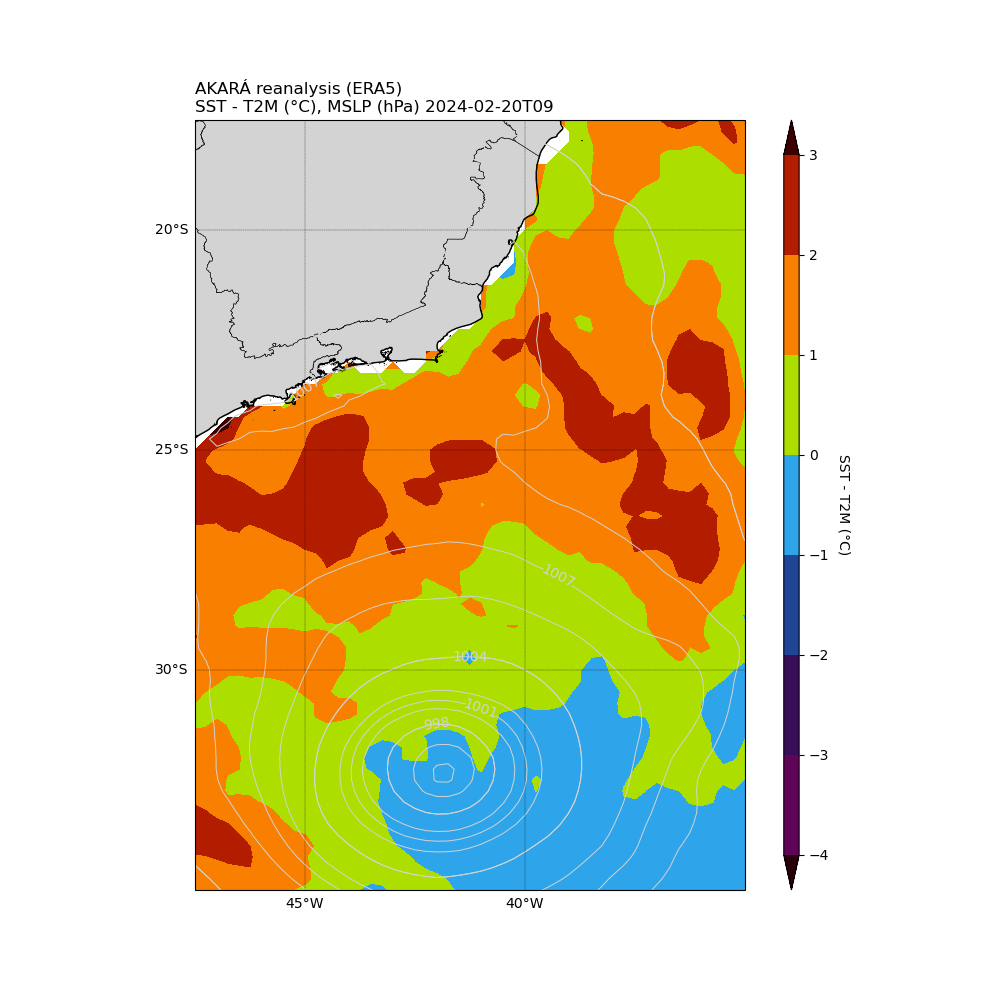 AKARÁ reanalysis (ERA5)
SST - T2M (°C), MSLP (hPa) 2024-02-20T09
3
20°S
2
1007
1
25°S
0
SST - T2M (°C)
−1
1007
−2
1004
30°S
1001
998
−3
−4
45°W
40°W